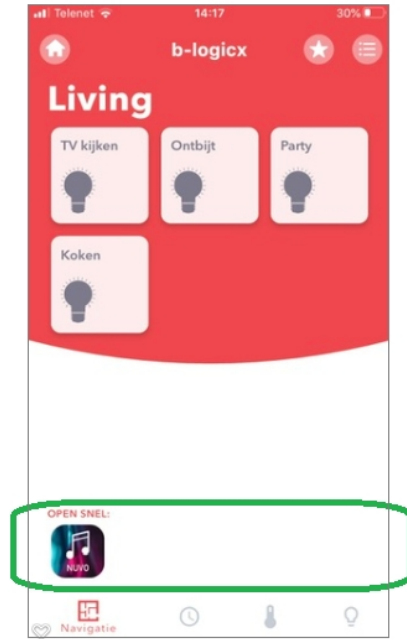 Telenet 14:17 30%
b-logicx
Living
TV kijken Ontbijt Party
Koken
OPEN SNEL:
NUVO
Navigatie